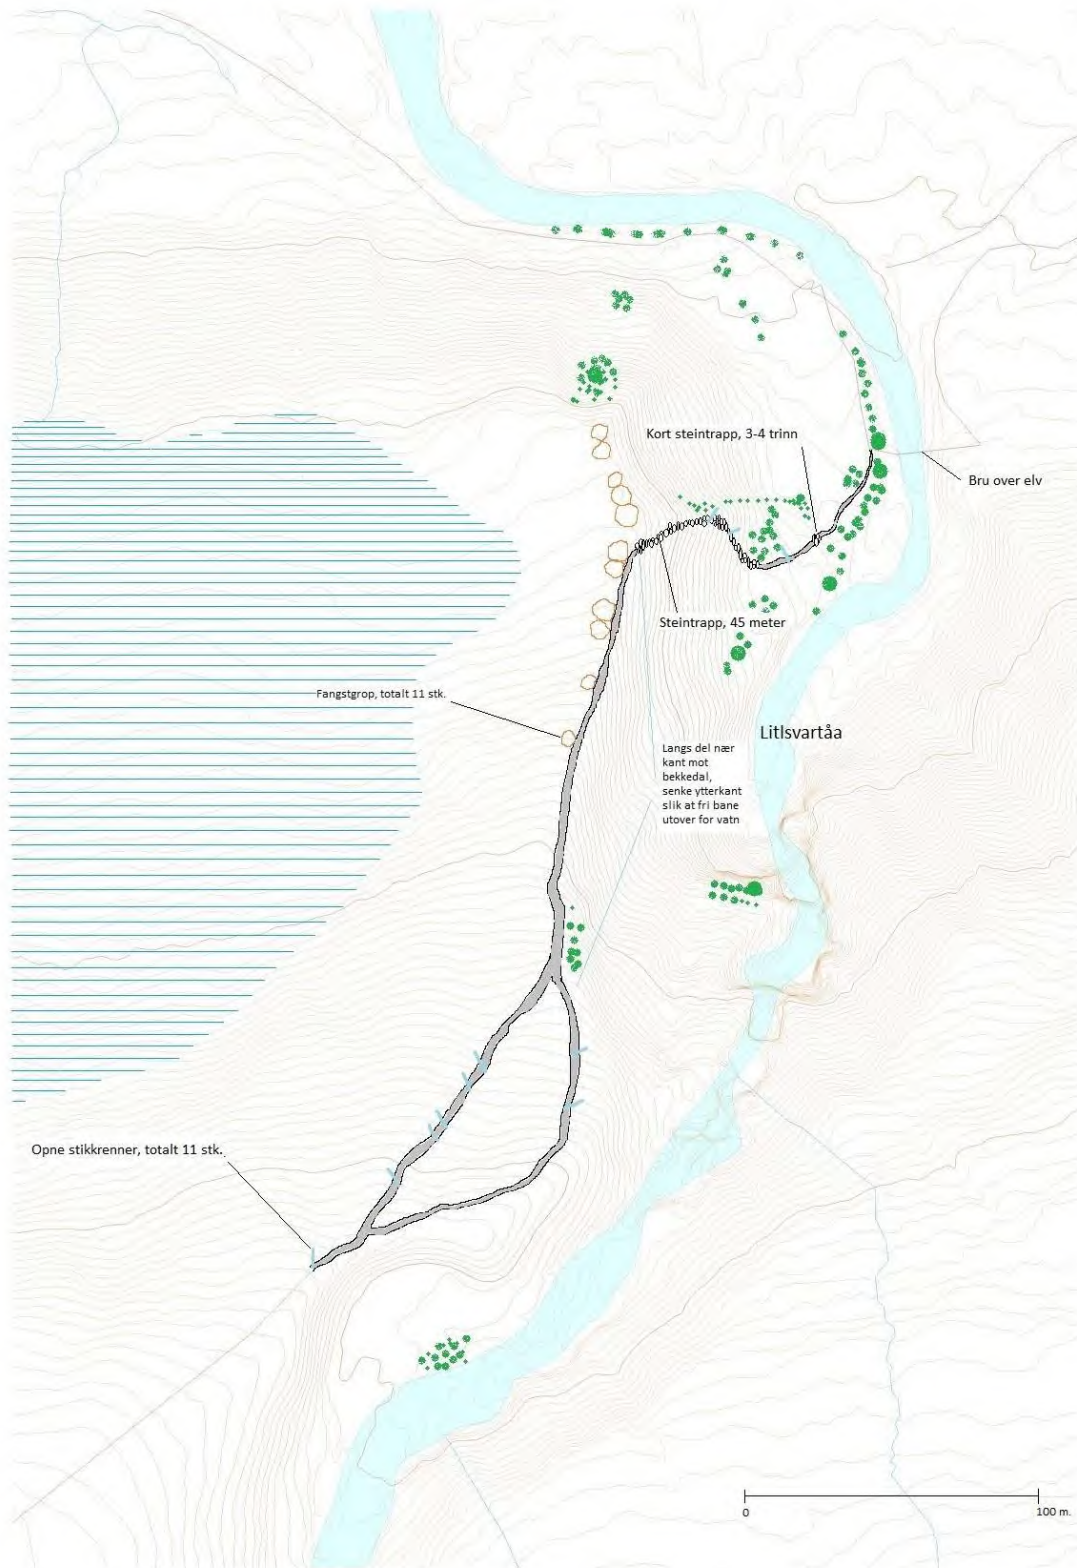 Kort steintrapp, 3-4 trinn
Bru over elv
Steintrapp, 45 meter
Fangstgrop, totalt 11 stk.
Litlsvartåa
Langs del nær
kant mot
bekkedal,
senke ytterkant
slik at fri bane
utover for vatn
Opne stikkrenner, totalt 11 stk.
0
100 m.